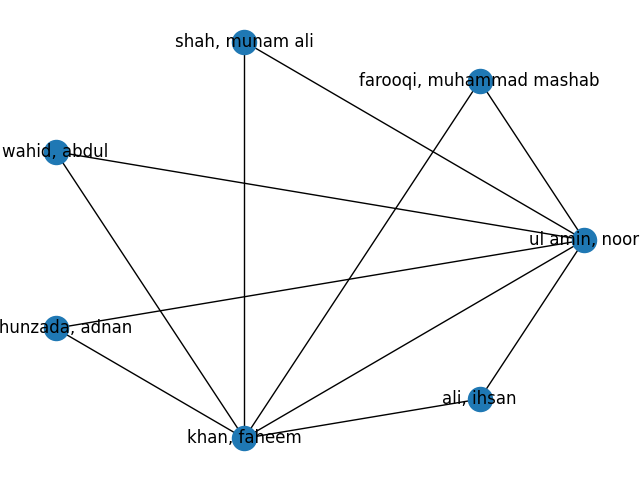 shah, munam ali
farooqi, muhammad mashab
wahid, abdul
ul amin, noor
hunzada, adnan
ali, ihsan
khan, faheem